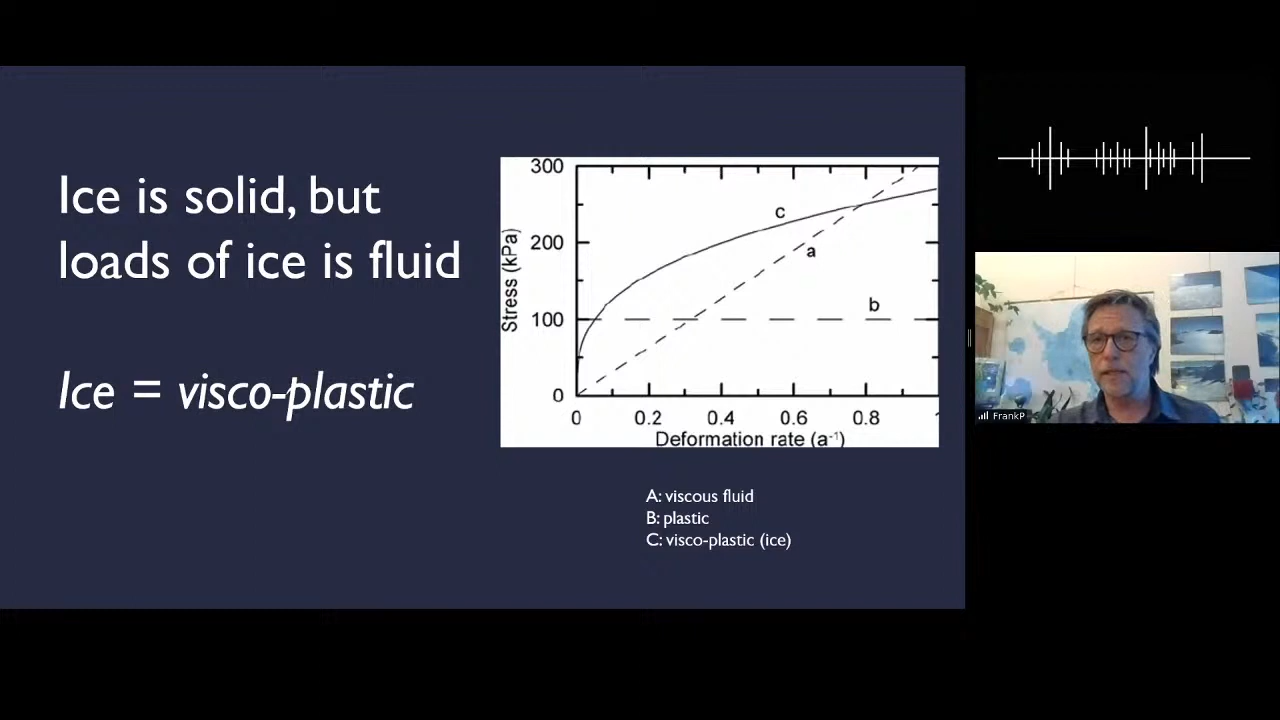 Ice is solid, but
loads of ice is fluid
Ice = visco-plastic
300
200
100
0
Stress (kPa)
c
a
b
0 0.2 0.4 0.6 0.8
Deformation rate (a⁻¹)
A: viscous fluid
B: plastic
C: visco-plastic (ice)
FrankP